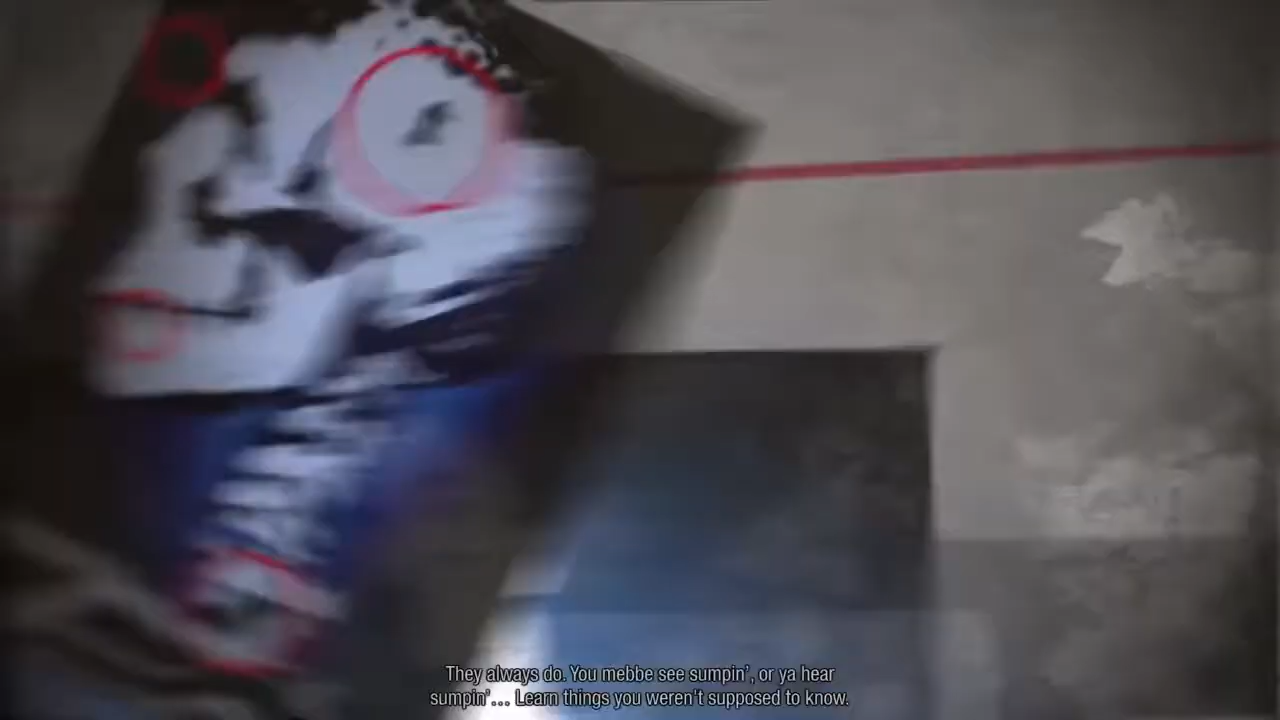 They always do. You mebbe see sumpin', or ya hear
sumpin'... Learn things you weren't supposed to know.